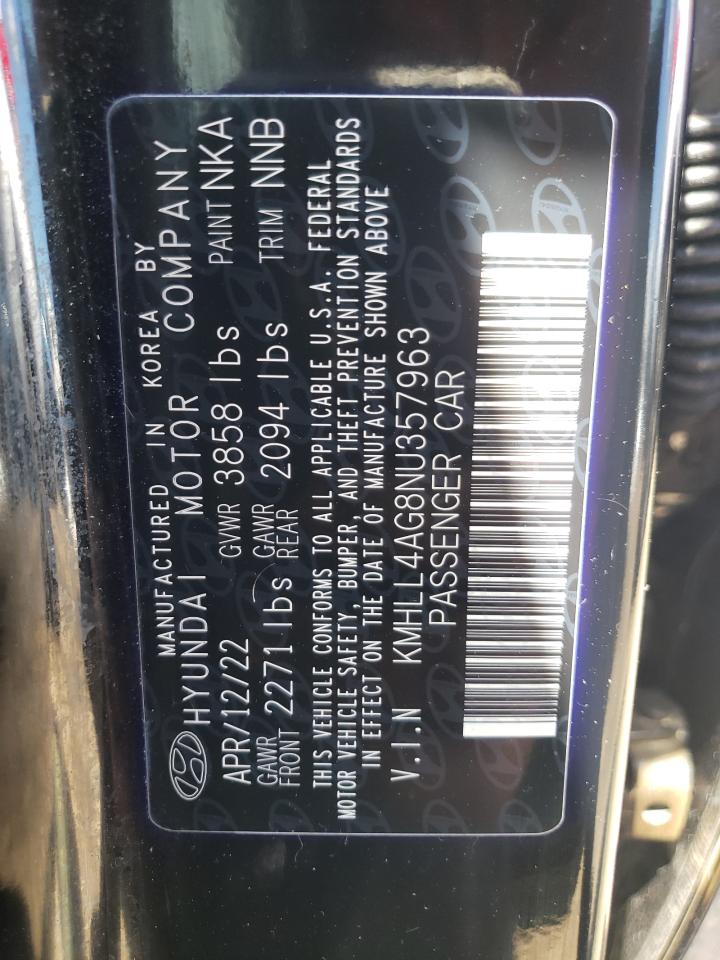 MANUFACTURED IN KOREA BY
HYUNDAI MOTOR COMPANY
APR/12/22 GVWR 3858 lbs PAINT NKA
GAWR FRONT 2271 lbs GAWR REAR 2094 lbs TRIM NNB
THIS VEHICLE CONFORMS TO ALL APPLICABLE U.S.A. FEDERAL
MOTOR VEHICLE SAFETY, BUMPER, AND THEFT PREVENTION STANDARDS
IN EFFECT ON THE DATE OF MANUFACTURE SHOWN ABOVE
V.I.N KMHLL4AG8NU357963
PASSENGER CAR